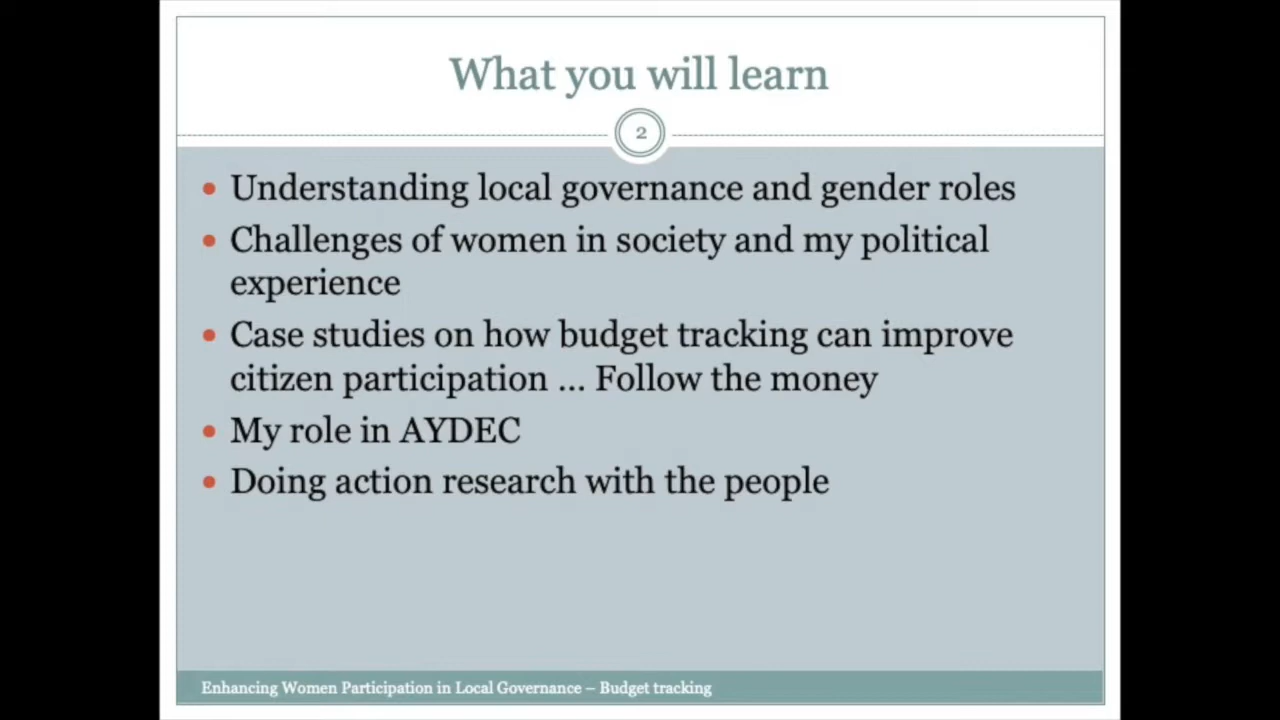 What you will learn
2
• Understanding local governance and gender roles
• Challenges of women in society and my political
experience
• Case studies on how budget tracking can improve
citizen participation ... Follow the money
• My role in AYDEC
• Doing action research with the people
Enhancing Women Participation in Local Governance – Budget tracking